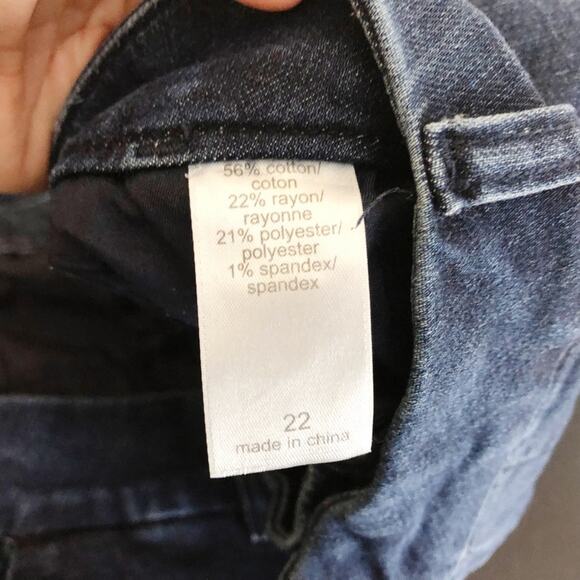 56% cotton/
coton
22% rayon/
rayonne
21% polyester/
polyester
1% spandex/
spandex
22
made in china